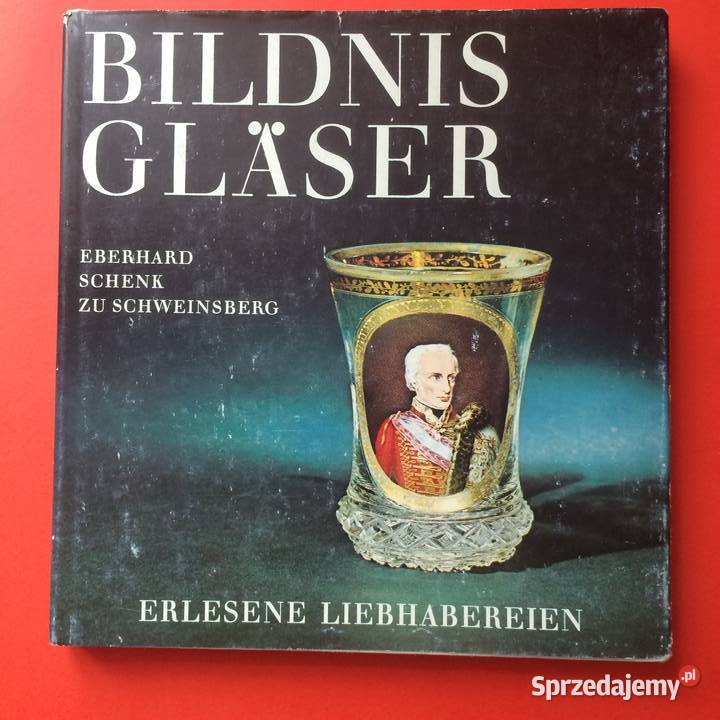 BILDNIS
GLÄSER
EBERHARD
SCHENK
ZU SCHWEINSBERG
ERLESENE LIEBHABEREIEN
Sprzedajemy.pl